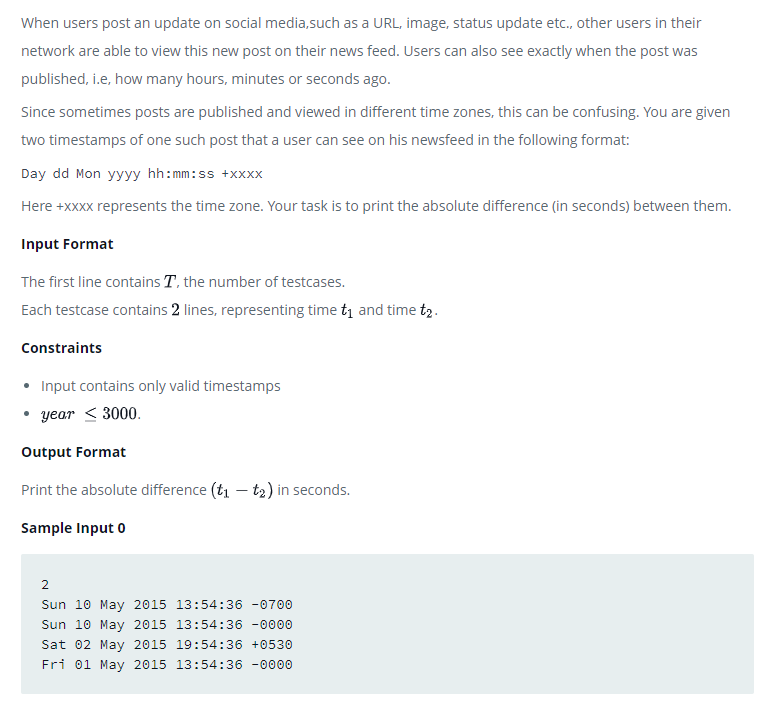 When users post an update on social media,such as a URL, image, status update etc., other users in their
network are able to view this new post on their news feed. Users can also see exactly when the post was
published, i.e, how many hours, minutes or seconds ago.
Since sometimes posts are published and viewed in different time zones, this can be confusing. You are given
two timestamps of one such post that a user can see on his newsfeed in the following format:
Day dd Mon yyyy hh:mm:ss +xxxx
Here +xxxx represents the time zone. Your task is to print the absolute difference (in seconds) between them.
Input Format
The first line contains T, the number of testcases.
Each testcase contains 2 lines, representing time t₁ and time t₂.
Constraints
• Input contains only valid timestamps
• year ≤ 3000.
Output Format
Print the absolute difference (t₁ − t₂) in seconds.
Sample Input 0
2
Sun 10 May 2015 13:54:36 -0700
Sun 10 May 2015 13:54:36 -0000
Sat 02 May 2015 19:54:36 +0530
Fri 01 May 2015 13:54:36 -0000